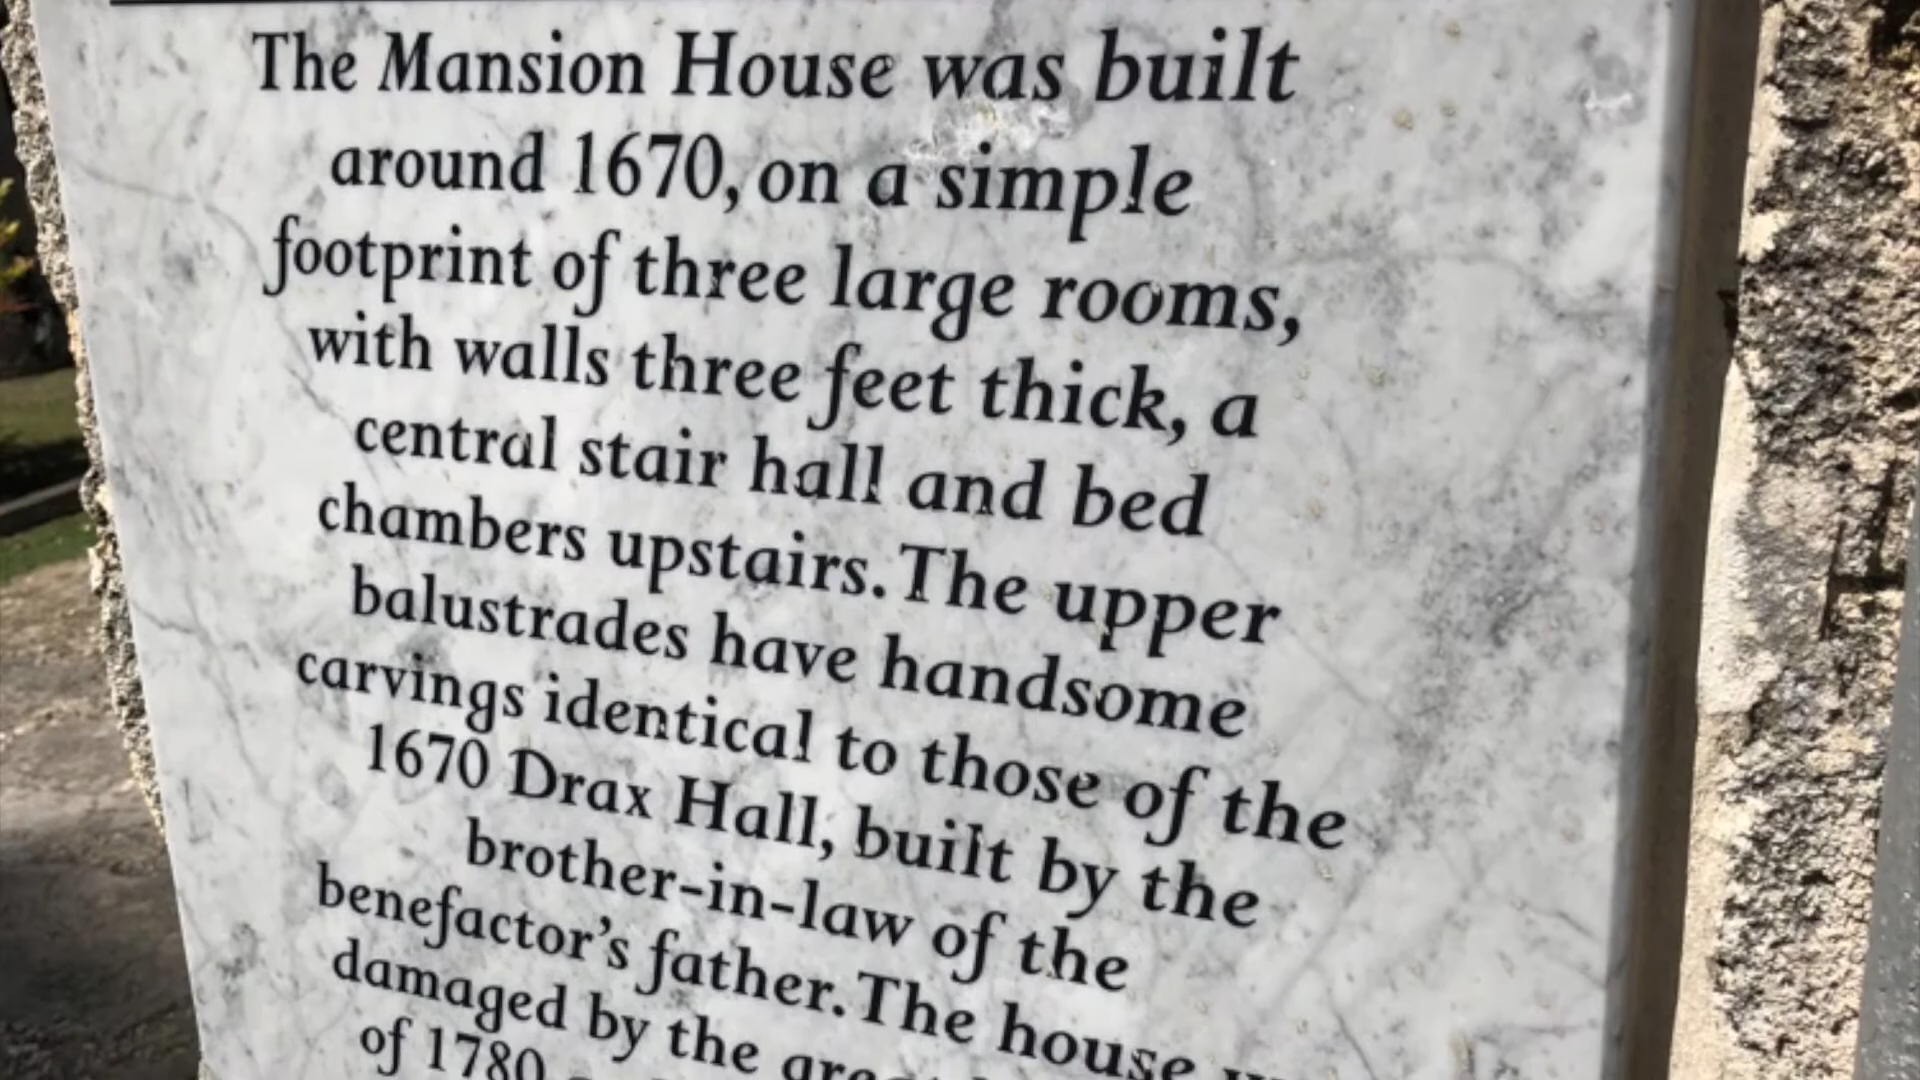 The Mansion House was built
around 1670, on a simple
footprint of three large rooms,
with walls three feet thick, a
central stair hall and bed
chambers upstairs. The upper
balustrades have handsome
carvings identical to those of the
1670 Drax Hall, built by the
brother-in-law of the
benefactor's father. The house
damaged by the great
of 1780